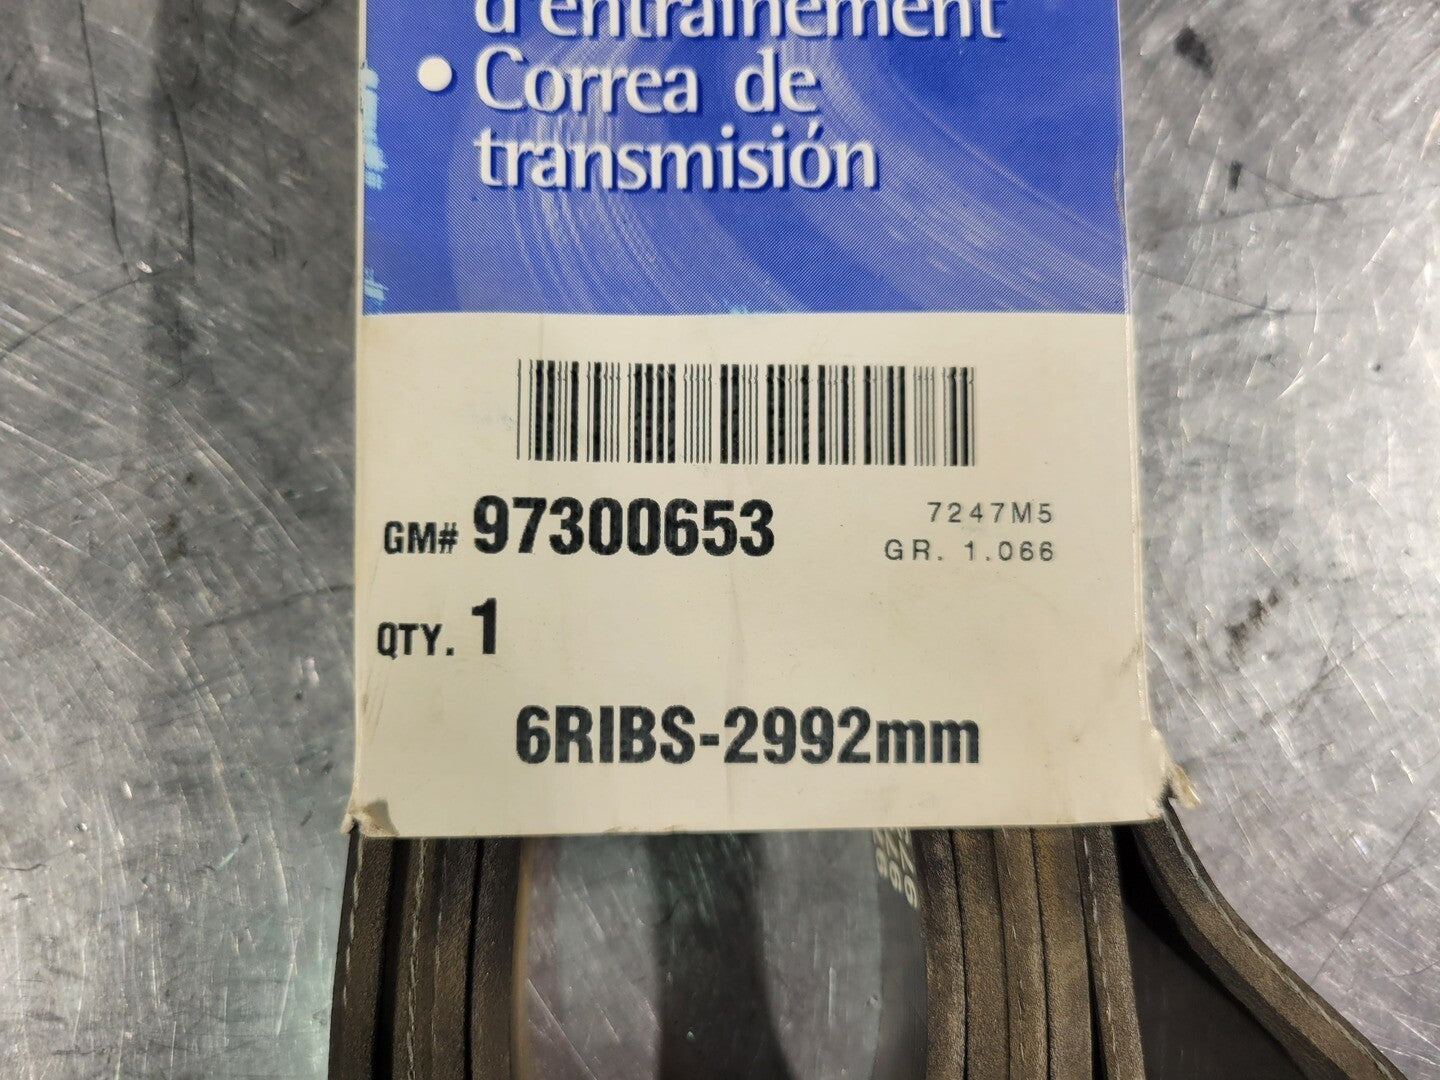 d'entraînement
• Correa de
transmisión
GM# 97300653
7247M5
GR. 1.066
QTY. 1
6RIBS-2992mm